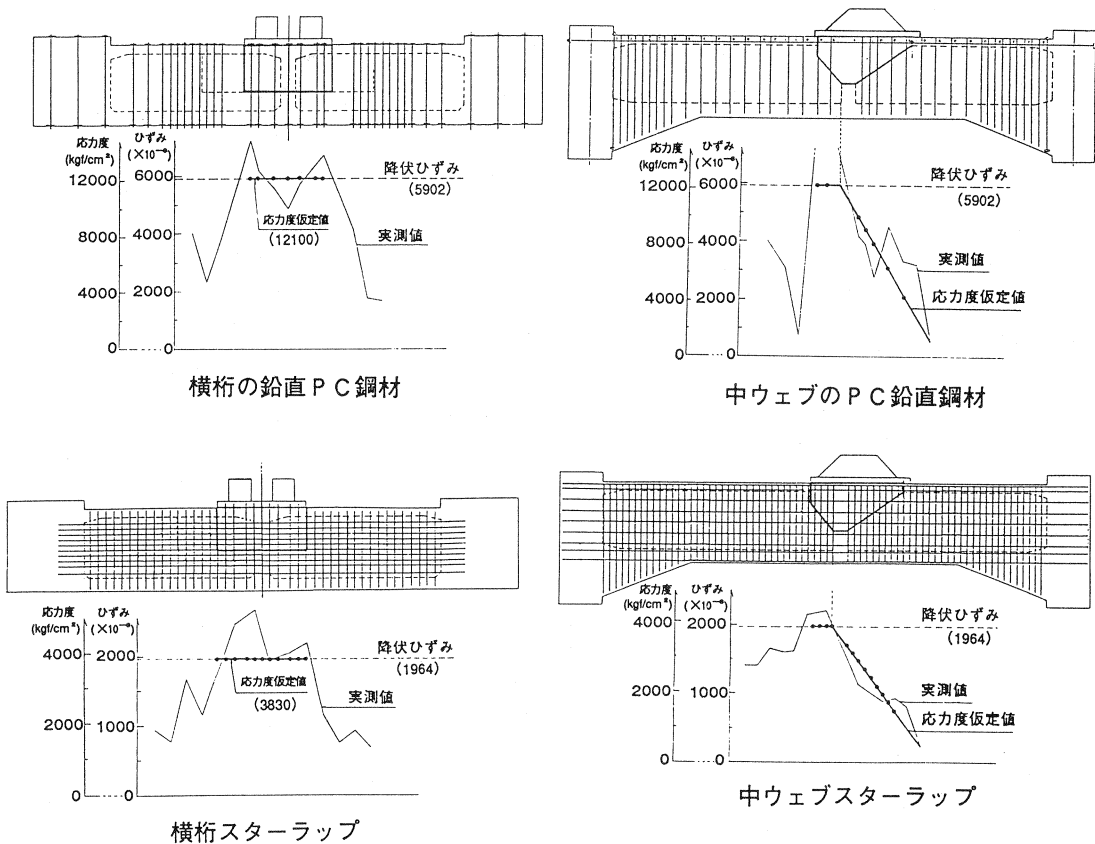 応力度
(kgf/cm²)
ひずみ
(×10⁻⁶)
12000
8000
4000
0
6000
4000
2000
0
降伏ひずみ
(5902)
応力度仮定値
(12100)
実測値
横桁の鉛直PC鋼材
応力度
(kgf/cm²)
ひずみ
(×10⁻⁶)
12000
8000
4000
0
6000
4000
2000
0
降伏ひずみ
(5902)
実測値
応力度仮定値
中ウェブのPC鉛直鋼材
応力度
(kgf/cm²)
ひずみ
(×10⁻⁶)
4000
2000
0
2000
1000
0
降伏ひずみ
(1964)
応力度仮定値
(3830)
実測値
横桁スターラップ
応力度
(kgf/cm²)
ひずみ
(×10⁻⁶)
4000
2000
0
2000
1000
0
降伏ひずみ
(1964)
実測値
応力度仮定値
中ウェブスターラップ